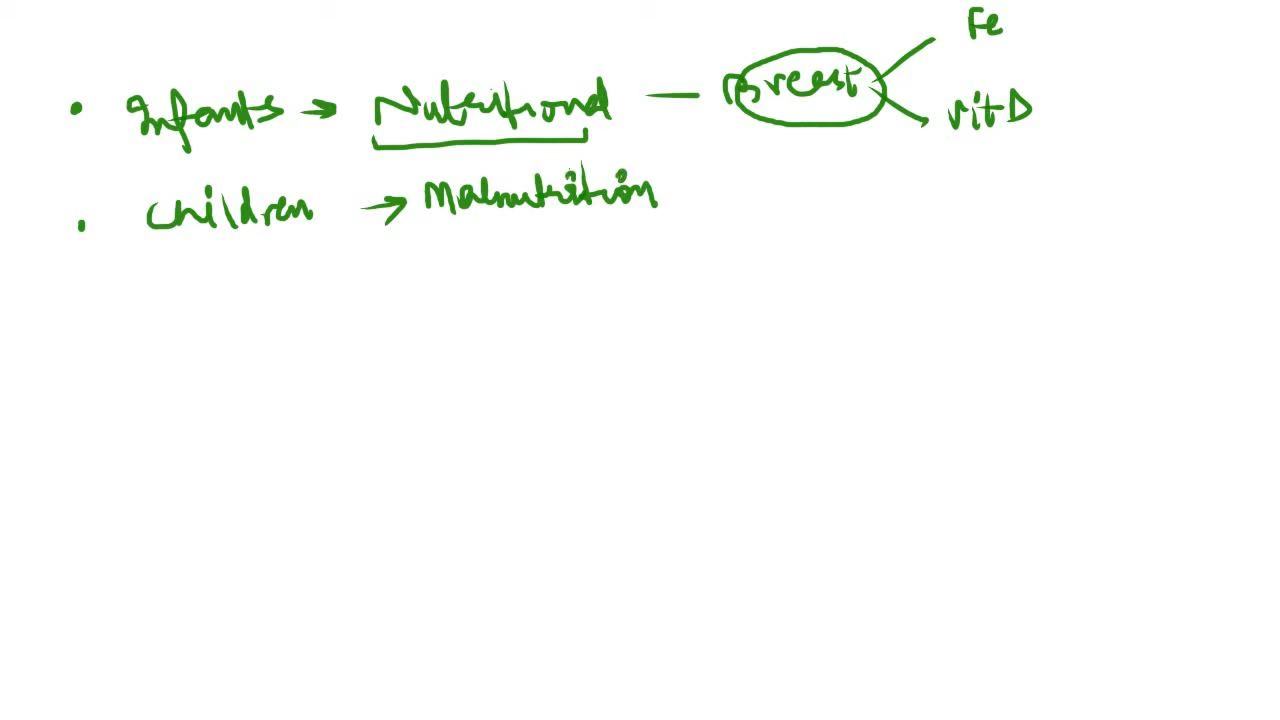 Fe
• Infants → Nutritional — Breast
vit D
• children → Malnutrition